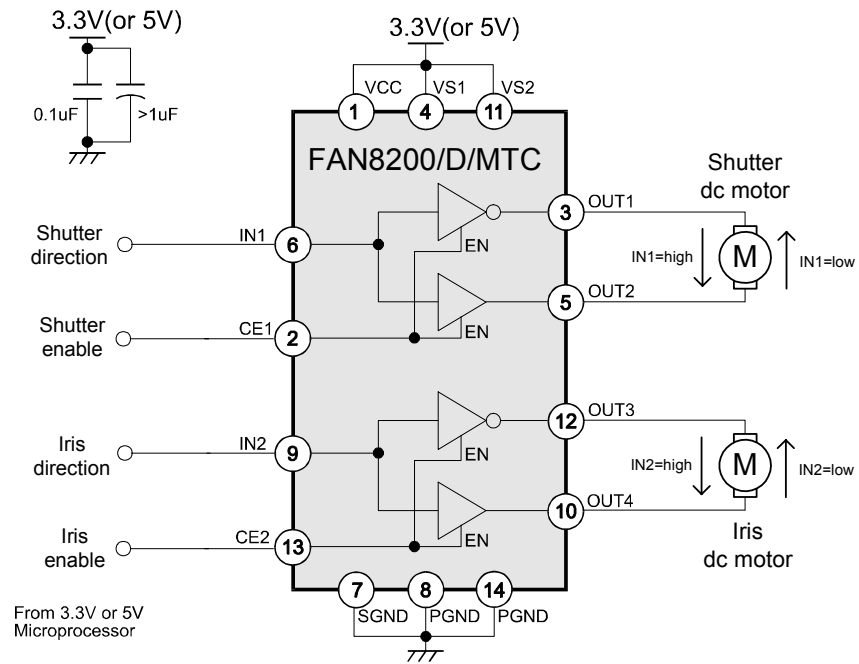 3.3V(or 5V)
0.1uF
>1uF
3.3V(or 5V)
VCC
VS1
VS2
1
4
11
FAN8200/D/MTC
Shutter
direction
IN1
6
EN
3
OUT1
Shutter
dc motor
IN1=high
M
IN1=low
5
OUT2
Shutter
enable
CE1
2
EN
Iris
direction
IN2
9
EN
12
OUT3
IN2=high
M
IN2=low
10
OUT4
Iris
dc motor
Iris
enable
CE2
13
EN
7
8
14
SGND
PGND
PGND
From 3.3V or 5V
Microprocessor